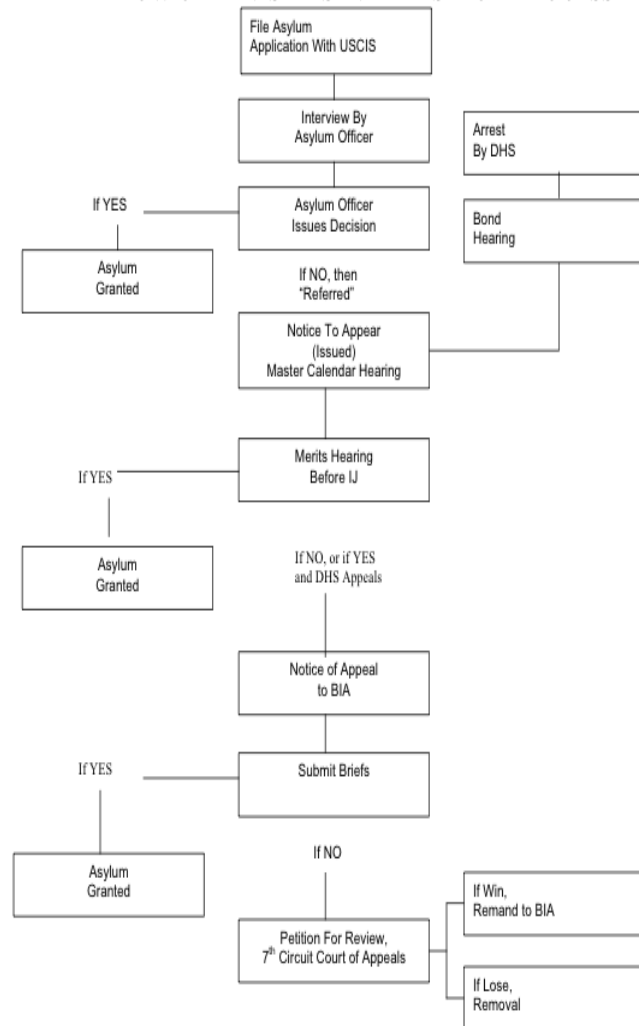 File Asylum
Application With USCIS
Interview By
Asylum Officer
Arrest
By DHS
If YES
Asylum Officer
Issues Decision
Bond
Hearing
Asylum
Granted
If NO, then
“Referred”
Notice To Appear
(Issued)
Master Calendar Hearing
Merits Hearing
Before IJ
If YES
Asylum
Granted
If NO, or if YES
and DHS Appeals
Notice of Appeal
to BIA
If YES
Submit Briefs
Asylum
Granted
If NO
Petition For Review,
7th Circuit Court of Appeals
If Win,
Remand to BIA
If Lose,
Removal